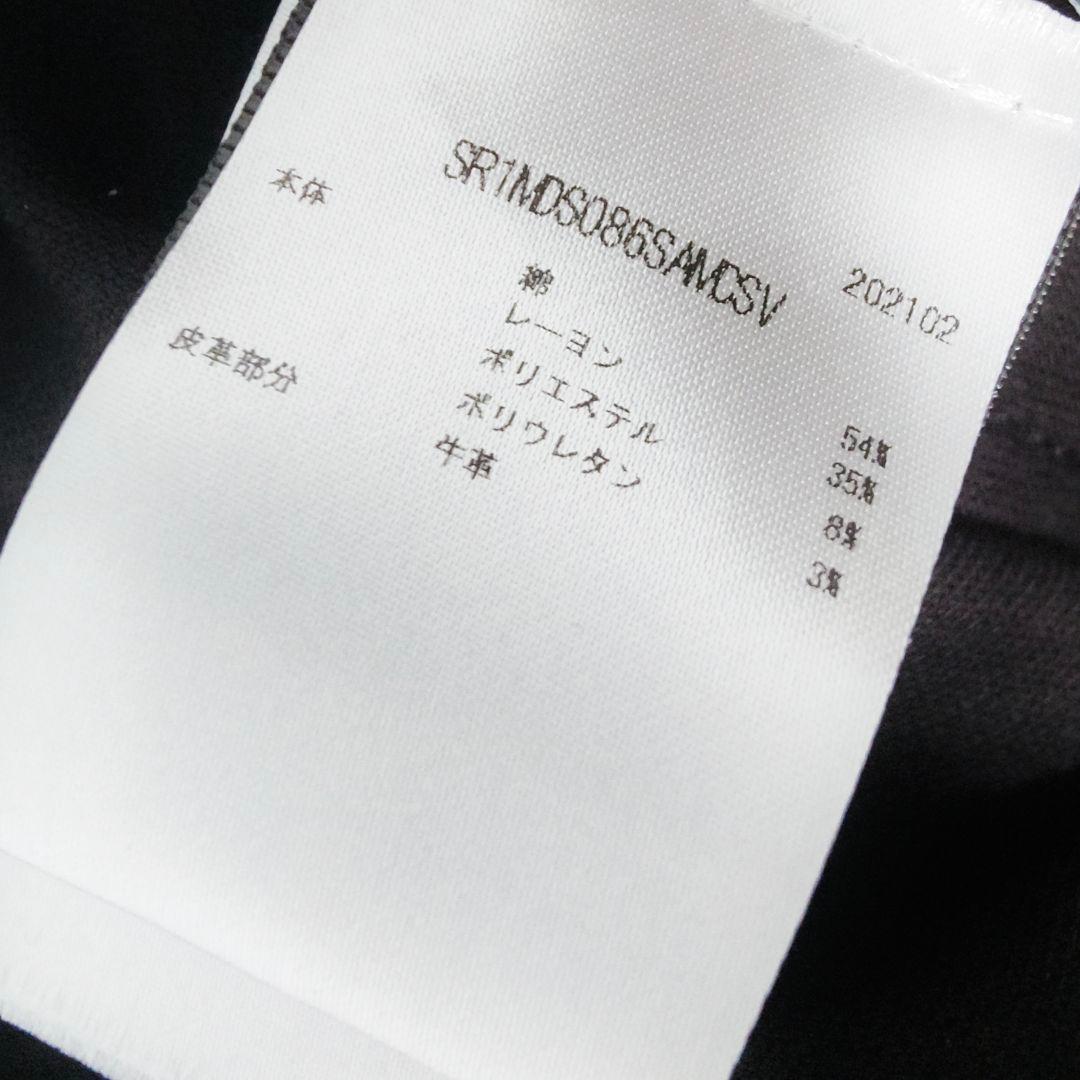 SR1MDS086SAMCSV 202102
本体 綿 54%
レーヨン 35%
ポリエステル 8%
ポリウレタン 3%
皮革部分 牛革